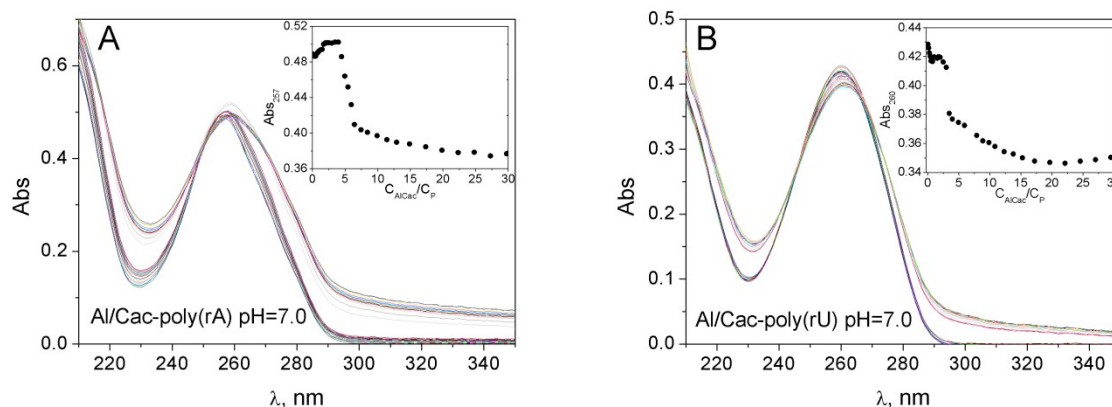 A
Abs
0.6
0.4
0.2
0.0
220 240 260 280 300 320 340
λ, nm
Al/Cac-poly(rA) pH=7.0
Abs257
0.52
0.48
0.44
0.40
0.36
0 5 10 15 20 25 30
CAlCac/CP
B
Abs
0.5
0.4
0.3
0.2
0.1
0.0
220 240 260 280 300 320 340
λ, nm
Al/Cac-poly(rU) pH=7.0
Abs260
0.44
0.42
0.40
0.38
0.36
0.34
0 5 10 15 20 25 30
CAlCac/CP